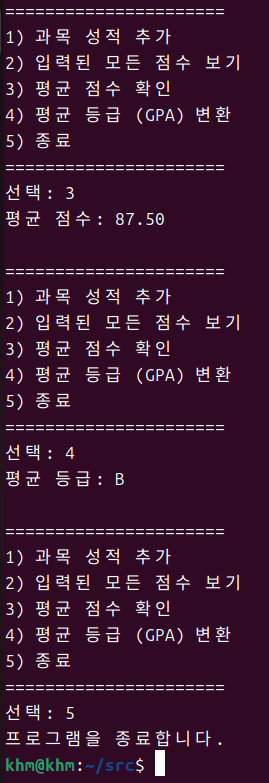 ======================
1) 과목 성적 추가
2) 입력된 모든 점수 보기
3) 평균 점수 확인
4) 평균 등급 (GPA) 변환
5) 종료
======================
선택: 3
평균 점수: 87.50
======================
1) 과목 성적 추가
2) 입력된 모든 점수 보기
3) 평균 점수 확인
4) 평균 등급 (GPA) 변환
5) 종료
======================
선택: 4
평균 등급: B
======================
1) 과목 성적 추가
2) 입력된 모든 점수 보기
3) 평균 점수 확인
4) 평균 등급 (GPA) 변환
5) 종료
======================
선택: 5
프로그램을 종료합니다.
khm@khm:~/src$